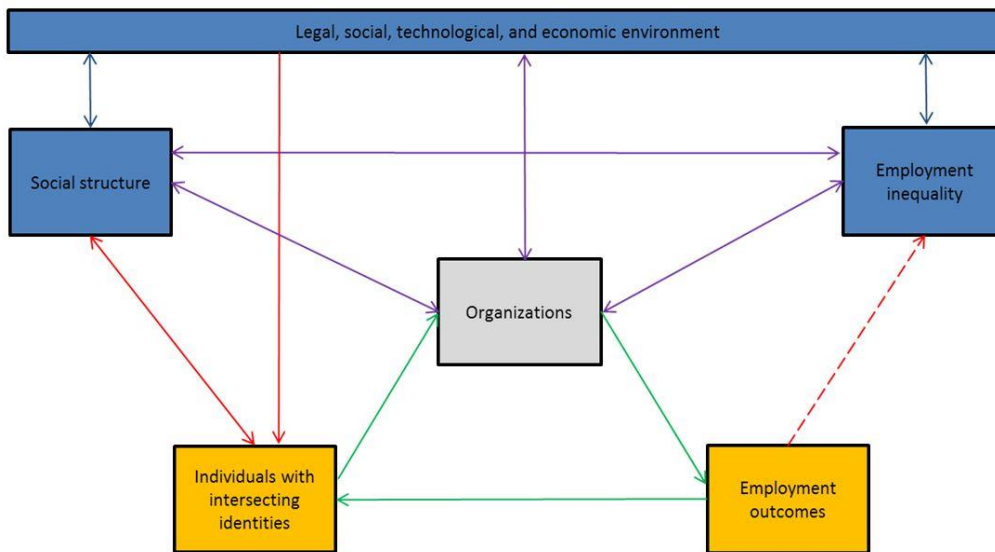 Legal, social, technological, and economic environment
Social structure
Employment
inequality
Organizations
Individuals with
intersecting
identities
Employment
outcomes